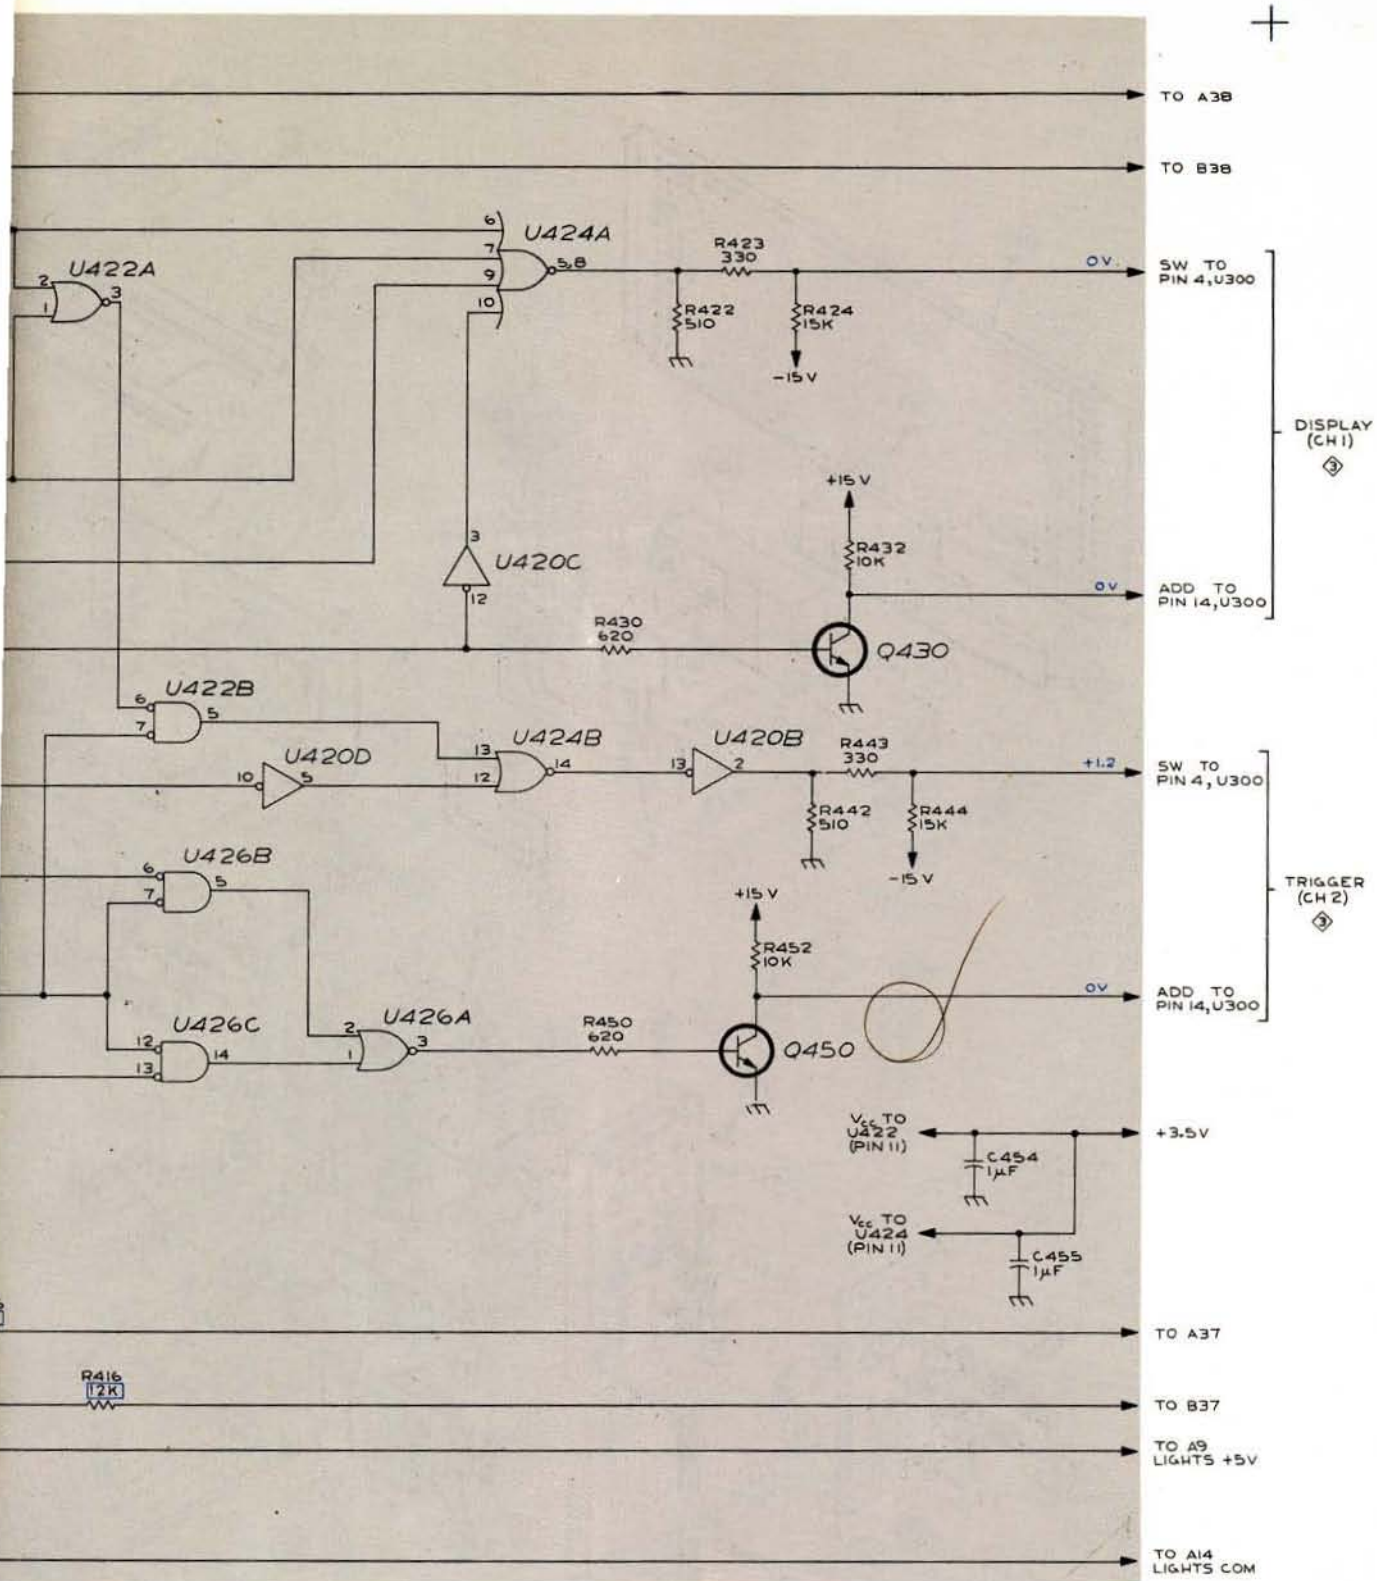 TO A38
TO B38
6
U424A
7
9
10
5,8
R423
330
0V
SW TO
PIN 4,U300
U422A
2
1
3
R422
510
R424
15K
-15V
DISPLAY
(CH 1)
3
+15V
R432
10K
3
U420C
12
0V
ADD TO
PIN 14,U300
R430
620
Q430
U422B
6
7
5
U420D
10
5
U424B
13
12
14
U420B
13
2
R443
330
+1.2
SW TO
PIN 4,U300
R442
510
R444
15K
-15V
U426B
6
7
5
TRIGGER
(CH 2)
3
+15V
R452
10K
0V
ADD TO
PIN 14,U300
U426C
12
13
14
U426A
2
1
3
R450
620
Q450
VCC TO
U422
(PIN 11)
+3.5V
C454
1µF
VCC TO
U424
(PIN 11)
C455
1µF
TO A37
R416
12K
TO B37
TO A9
LIGHTS +5V
TO A14
LIGHTS COM